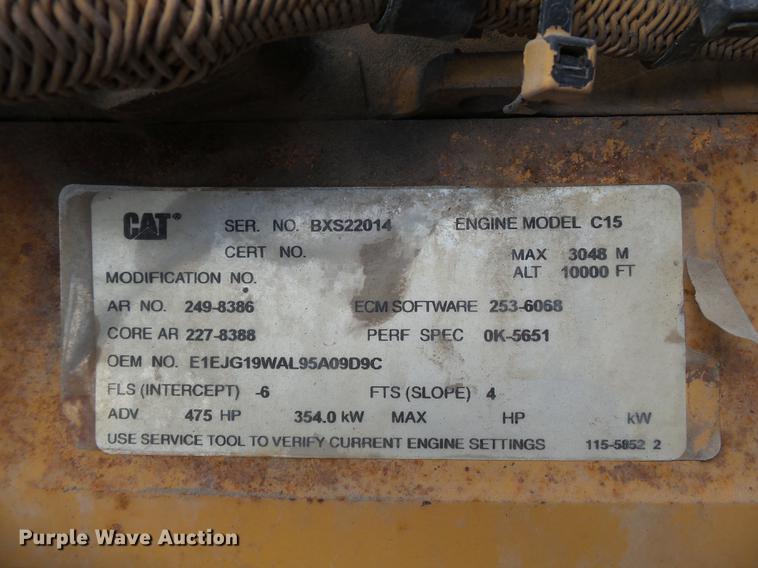 CAT® SER. NO. BXS22014 ENGINE MODEL C15
CERT NO. MAX 3048 M
MODIFICATION NO. ALT 10000 FT
AR NO. 249-8386 ECM SOFTWARE 253-6068
CORE AR 227-8388 PERF SPEC 0K-5651
OEM NO. E1EJG19WAL95A09D9C
FLS (INTERCEPT) -6 FTS (SLOPE) 4
ADV 475 HP 354.0 kW MAX HP kW
USE SERVICE TOOL TO VERIFY CURRENT ENGINE SETTINGS 115-5852 2
Purple Wave Auction